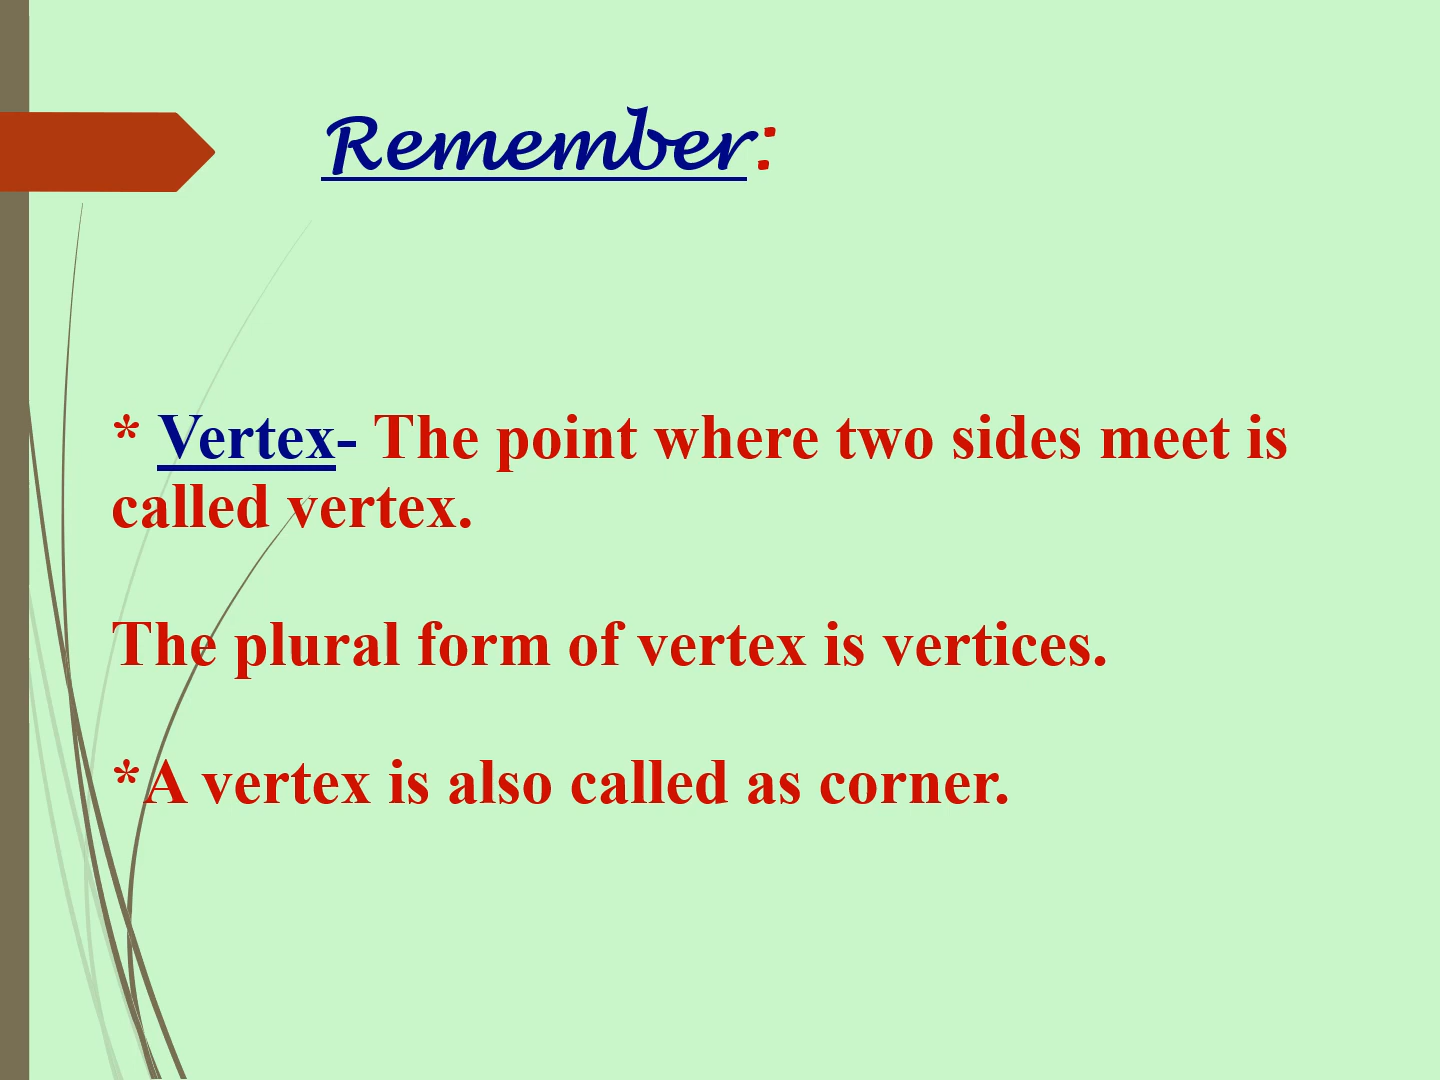 Remember:
* Vertex- The point where two sides meet is
called vertex.
The plural form of vertex is vertices.
*A vertex is also called as corner.